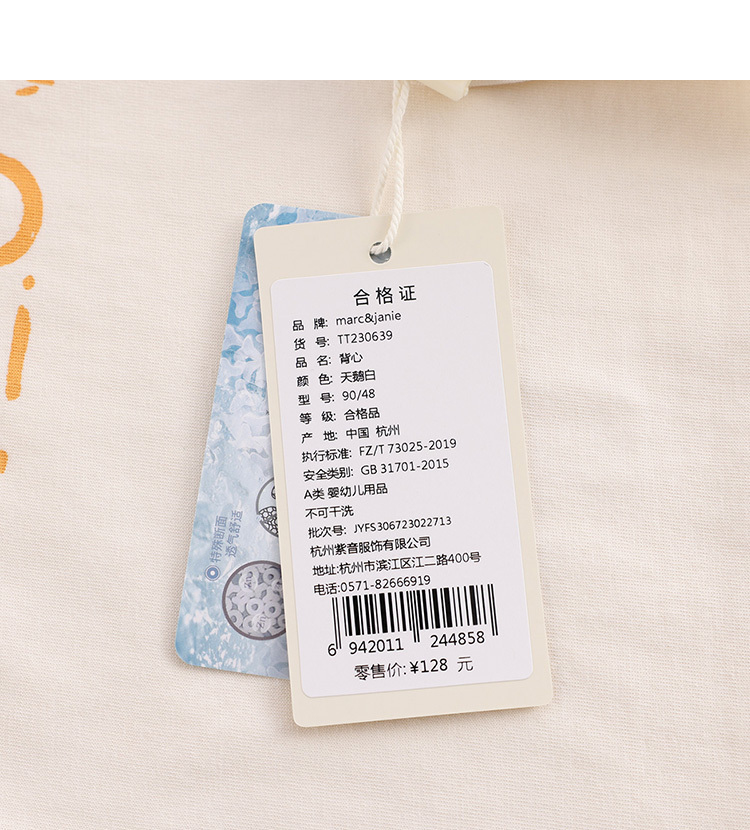 合格证
品 牌: marc&janie
货 号: TT230639
品 名: 背心
颜 色: 天鹅白
型 号: 90/48
等 级: 合格品
产 地: 中国 杭州
执行标准: FZ/T 73025-2019
安全类别: GB 31701-2015
A类 婴幼儿用品
不可干洗
批次号: JYFS306723022713
杭州紫音服饰有限公司
地址:杭州市滨江区江二路400号
电话:0571-82666919
6 942011 244858
零售价:¥128 元
特殊断面
透气舒适